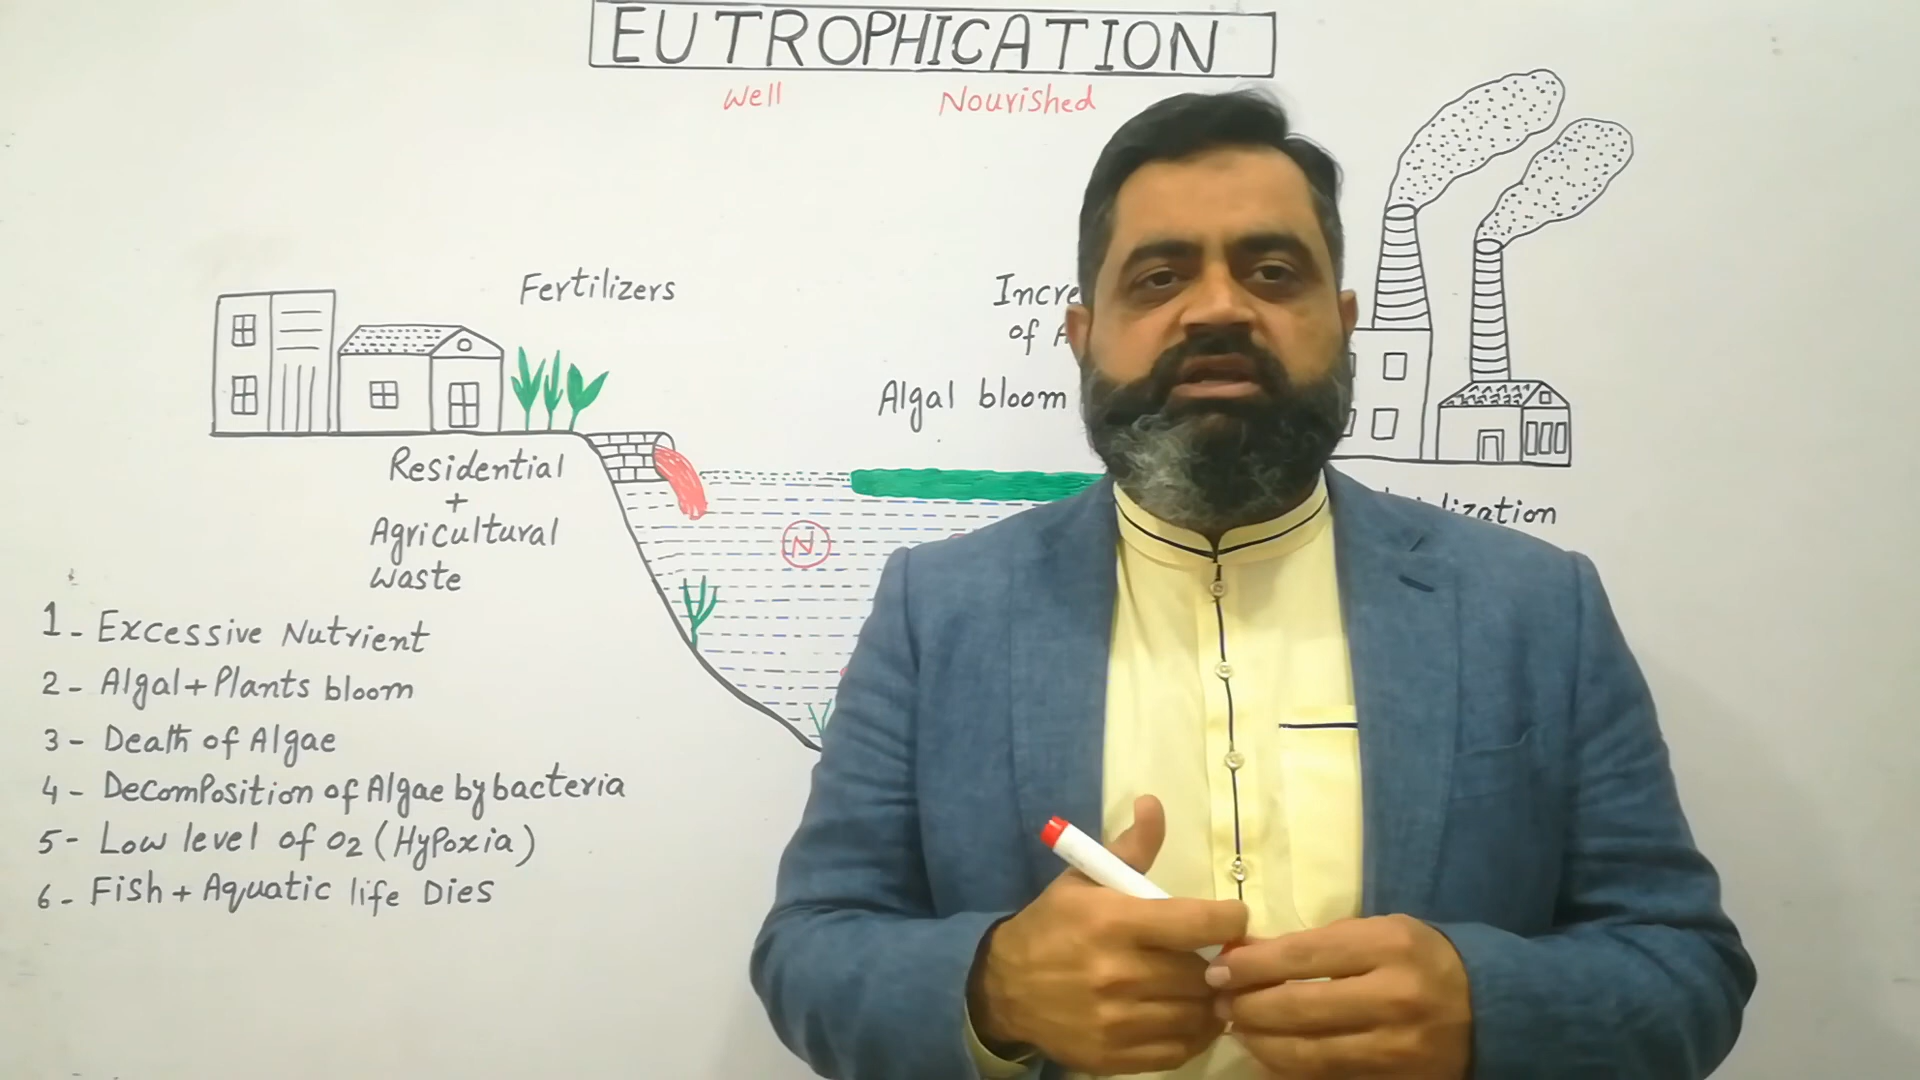 EUTROPHICATION
Well Nourished
Fertilizers
of
Algal bloom
Residential
+
Agricultural
Waste
N
1- Excessive Nutrient
2- Algal+Plants bloom
3- Death of Algae
4- Decomposition of Algae by bacteria
5- Low level of O2 (Hypoxia)
6- Fish + Aquatic life Dies